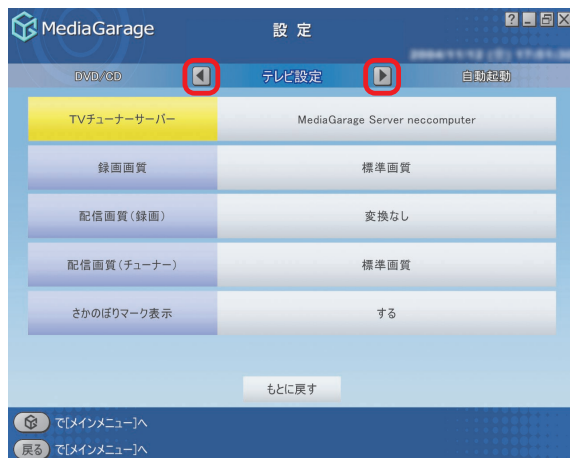 MediaGarage
設 定
DVD/CD
テレビ設定
自動起動
TVチューナーサーバー
MediaGarage Server neccomputer
録画画質
標準画質
配信画質(録画)
変換なし
配信画質(チューナー)
標準画質
さかのぼりマーク表示
する
もとに戻す
で[メインメニュー]へ
戻る で[メインメニュー]へ